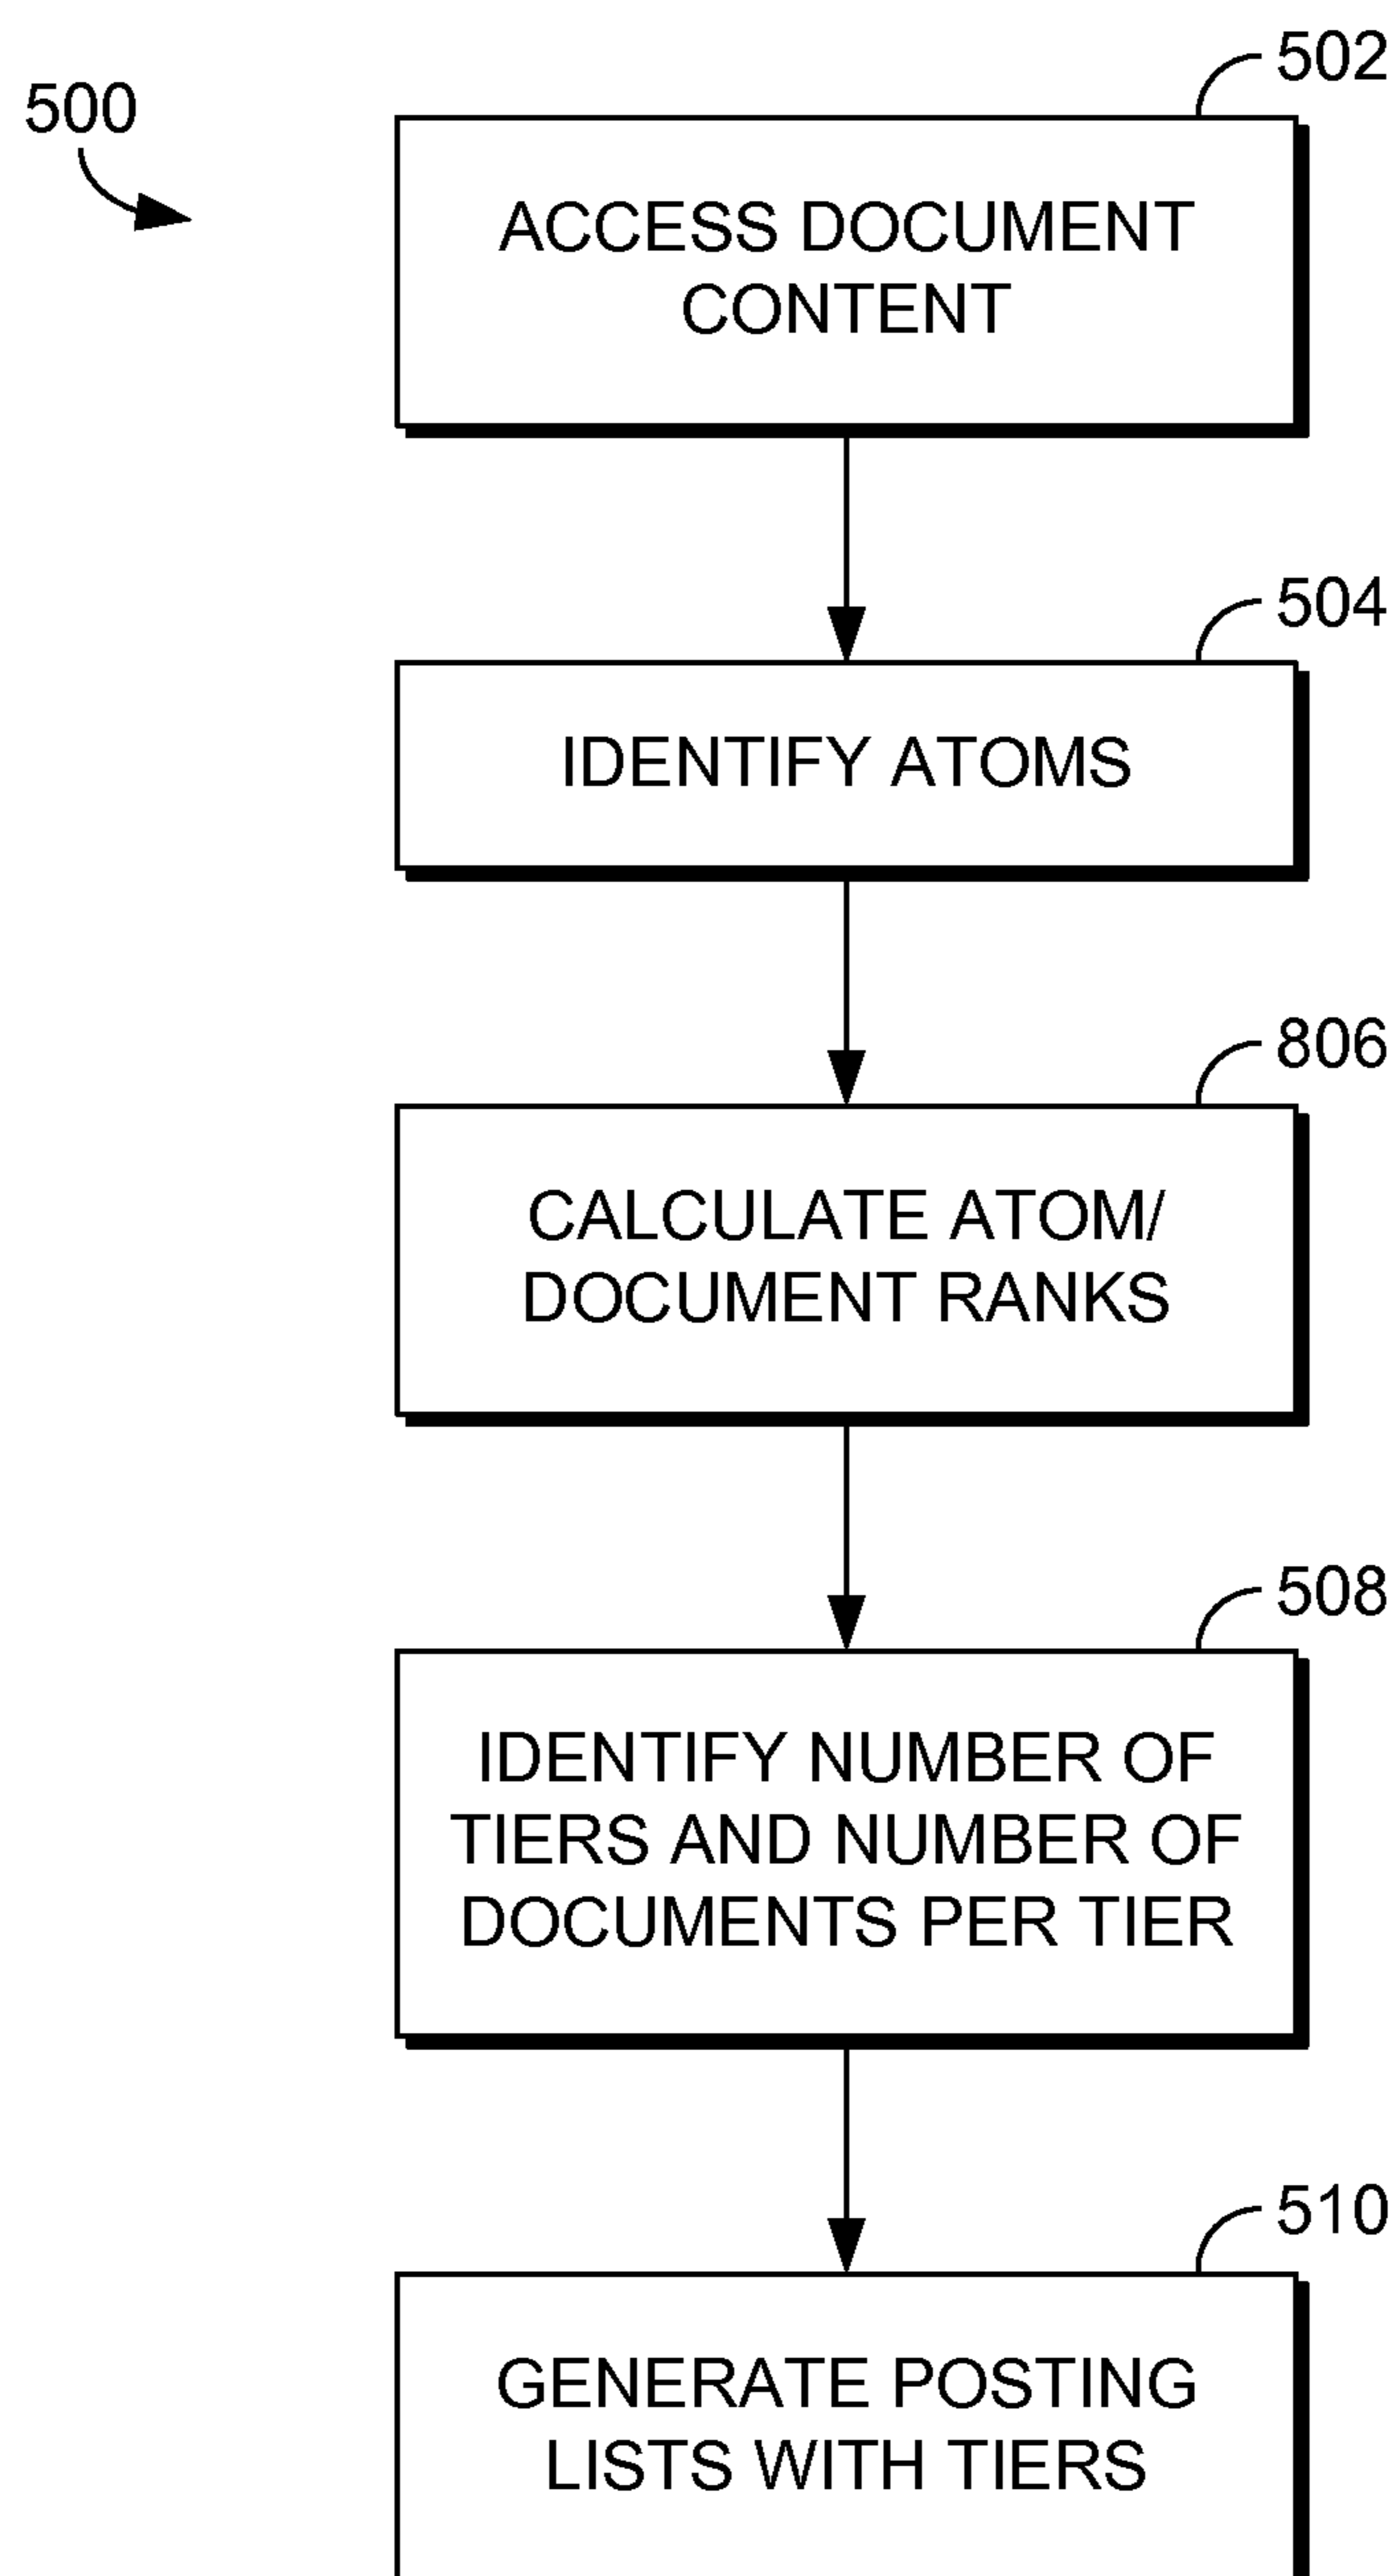 502
500
ACCESS DOCUMENT
CONTENT
504
IDENTIFY ATOMS
806
CALCULATE ATOM/
DOCUMENT RANKS
508
IDENTIFY NUMBER OF
TIERS AND NUMBER OF
DOCUMENTS PER TIER
510
GENERATE POSTING
LISTS WITH TIERS